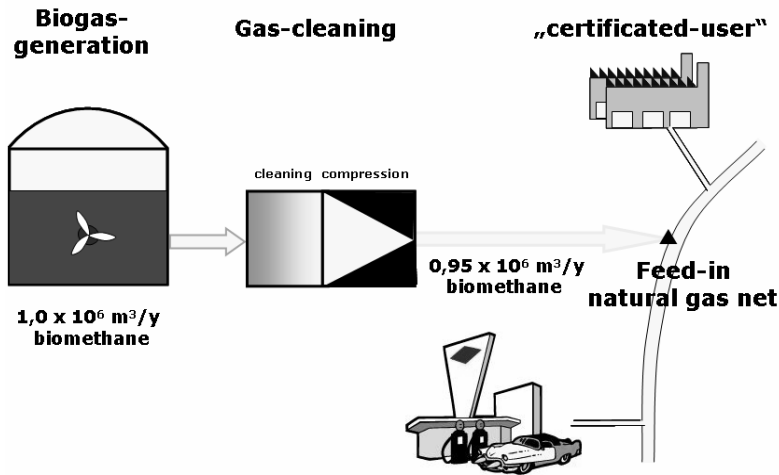 Biogas-
generation
Gas-cleaning
„certificated-user“
cleaning compression
1,0 x 10⁶ m³/y
biomethane
0,95 x 10⁶ m³/y
biomethane
Feed-in
natural gas net